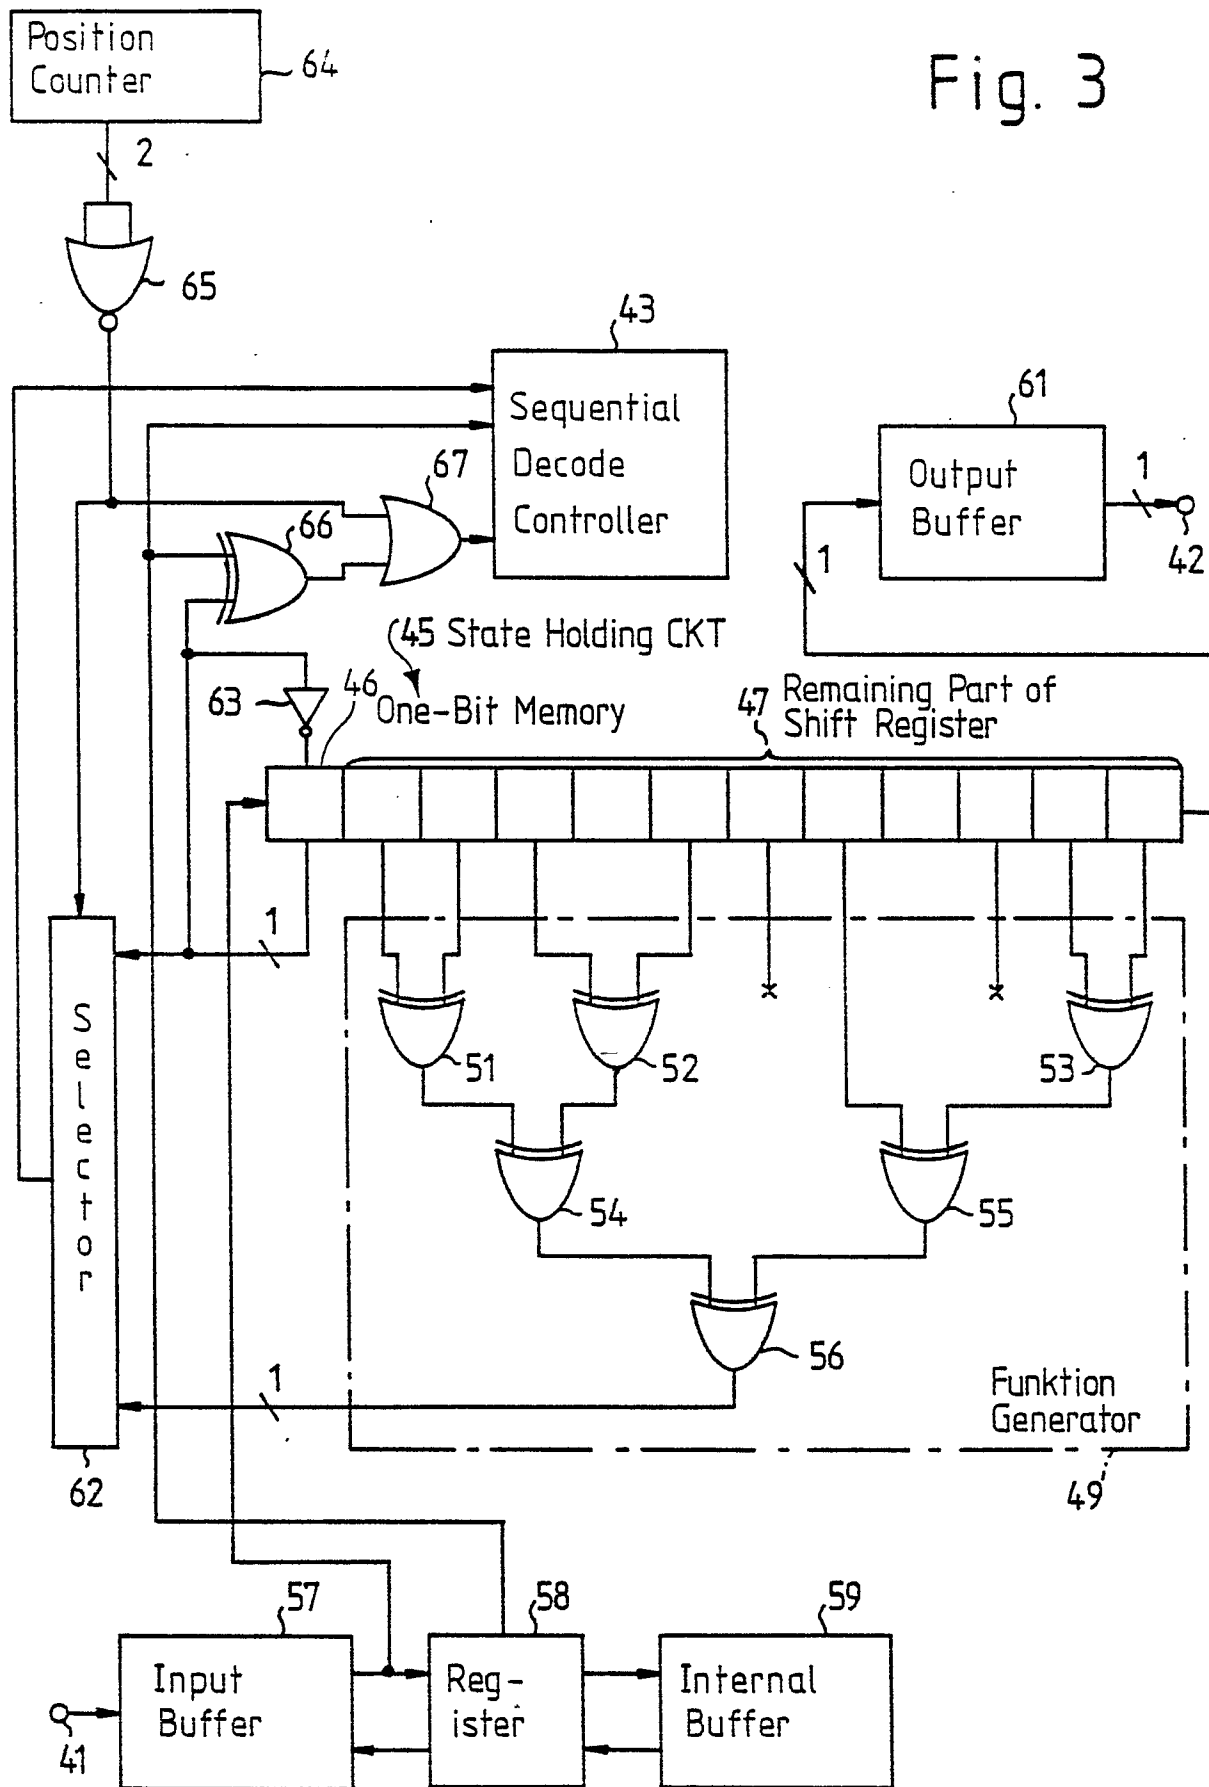 Position
Counter
64
Fig. 3
2
65
43
Sequential
Decode
Controller
61
Output
Buffer
1
42
1
67
66
45 State Holding CKT
46
One-Bit Memory
63
47
Remaining Part of
Shift Register
1
Selector
51
52
53
54
55
56
1
Funktion
Generator
49
62
57
58
59
Input
Buffer
Reg-
ister
Internal
Buffer
41